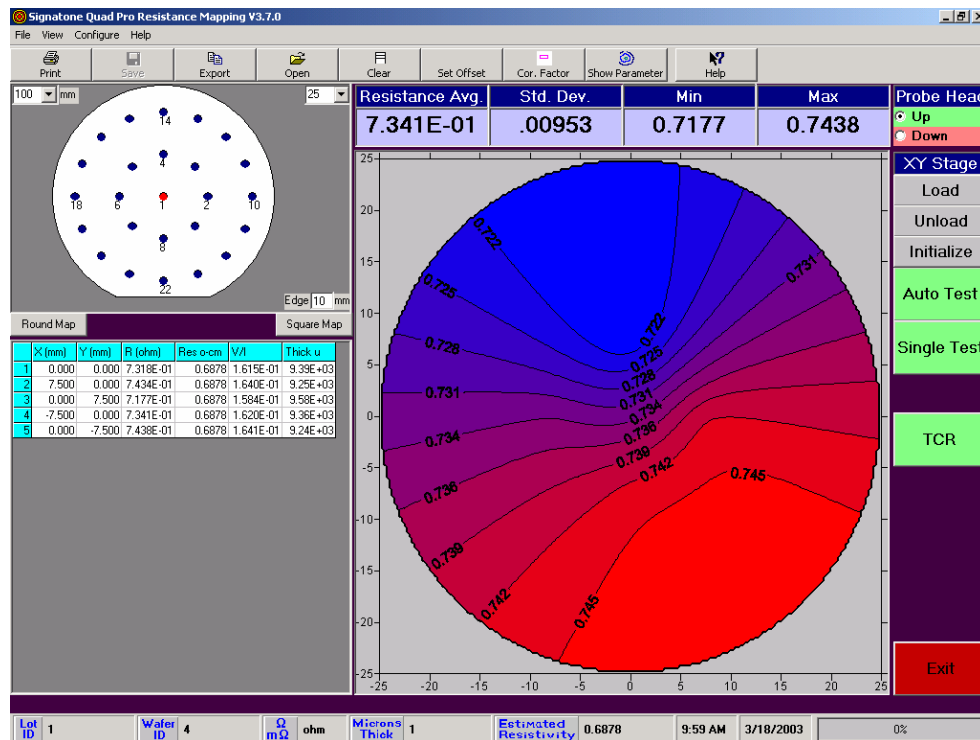 Signatone Quad Pro Resistance Mapping V3.7.0
File View Configure Help
Print Save Export Open Clear Set Offset Cor. Factor Show Parameter Help
100 mm 25
14
4
18 6 1 2 10
8
22
Edge 10 mm
Round Map Square Map
X (mm) Y (mm) R (ohm) Res o-cm V/I Thick u
1 0.000 0.000 7.318E-01 0.6878 1.615E-01 9.39E+03
2 7.500 0.000 7.434E-01 0.6878 1.640E-01 9.25E+03
3 0.000 7.500 7.177E-01 0.6878 1.584E-01 9.58E+03
4 -7.500 0.000 7.341E-01 0.6878 1.620E-01 9.36E+03
5 0.000 -7.500 7.438E-01 0.6878 1.641E-01 9.24E+03
Resistance Avg. Std. Dev. Min Max
7.341E-01 .00953 0.7177 0.7438
25
20
15
10
5
0
-5
-10
-15
-20
-25
-25 -20 -15 -10 -5 0 5 10 15 20 25
0.722
0.725
0.728
0.731
0.734
0.736
0.739
0.742
0.745
0.722
0.725
0.728
0.731
0.734
0.736
0.739
0.742
0.745
0.731
Probe Head
Up
Down
XY Stage
Load
Unload
Initialize
Auto Test
Single Test
TCR
Exit
Lot ID 1 Wafer ID 4 Ω mΩ ohm Microns Thick 1 Estimated Resistivity 0.6878 9:59 AM 3/18/2003 0%